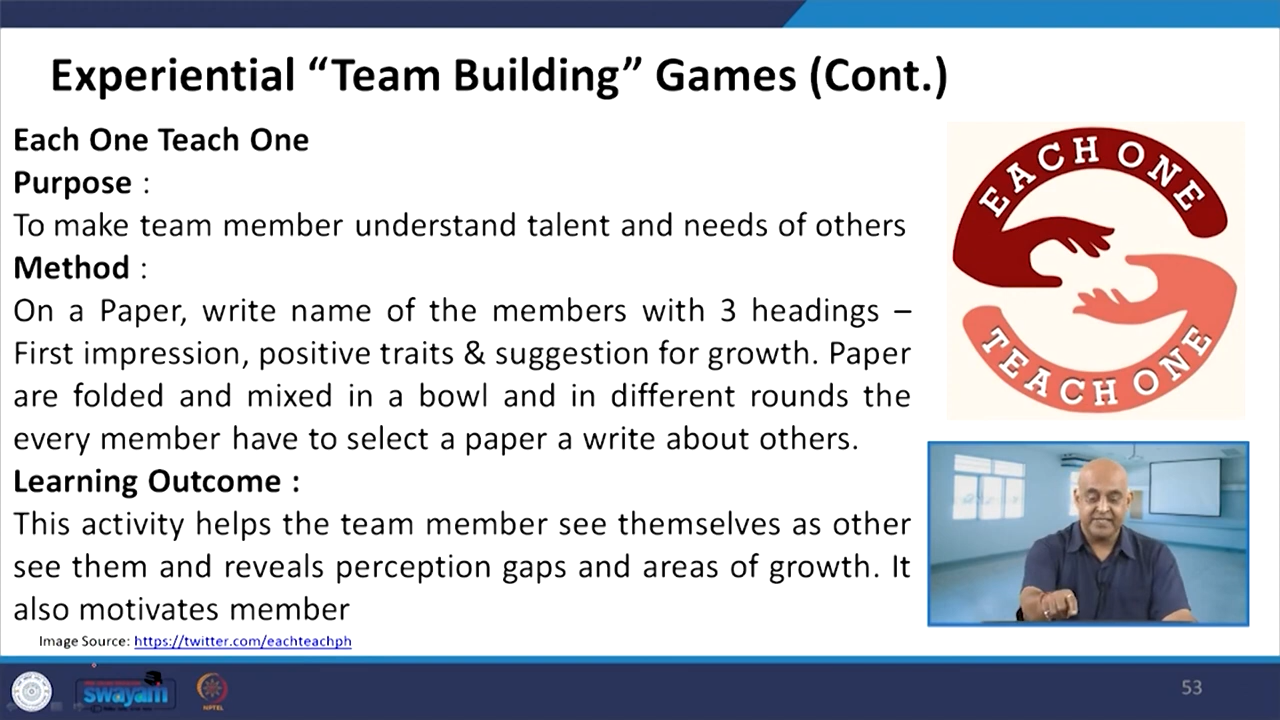 Experiential “Team Building” Games (Cont.)
Each One Teach One
Purpose :
To make team member understand talent and needs of others
Method :
On a Paper, write name of the members with 3 headings –
First impression, positive traits & suggestion for growth. Paper
are folded and mixed in a bowl and in different rounds the
every member have to select a paper a write about others.
Learning Outcome :
This activity helps the team member see themselves as other
see them and reveals perception gaps and areas of growth. It
also motivates member
Image Source: https://twitter.com/eachteachph
EACH ONE
TEACH ONE
swayam
NPTEL
53